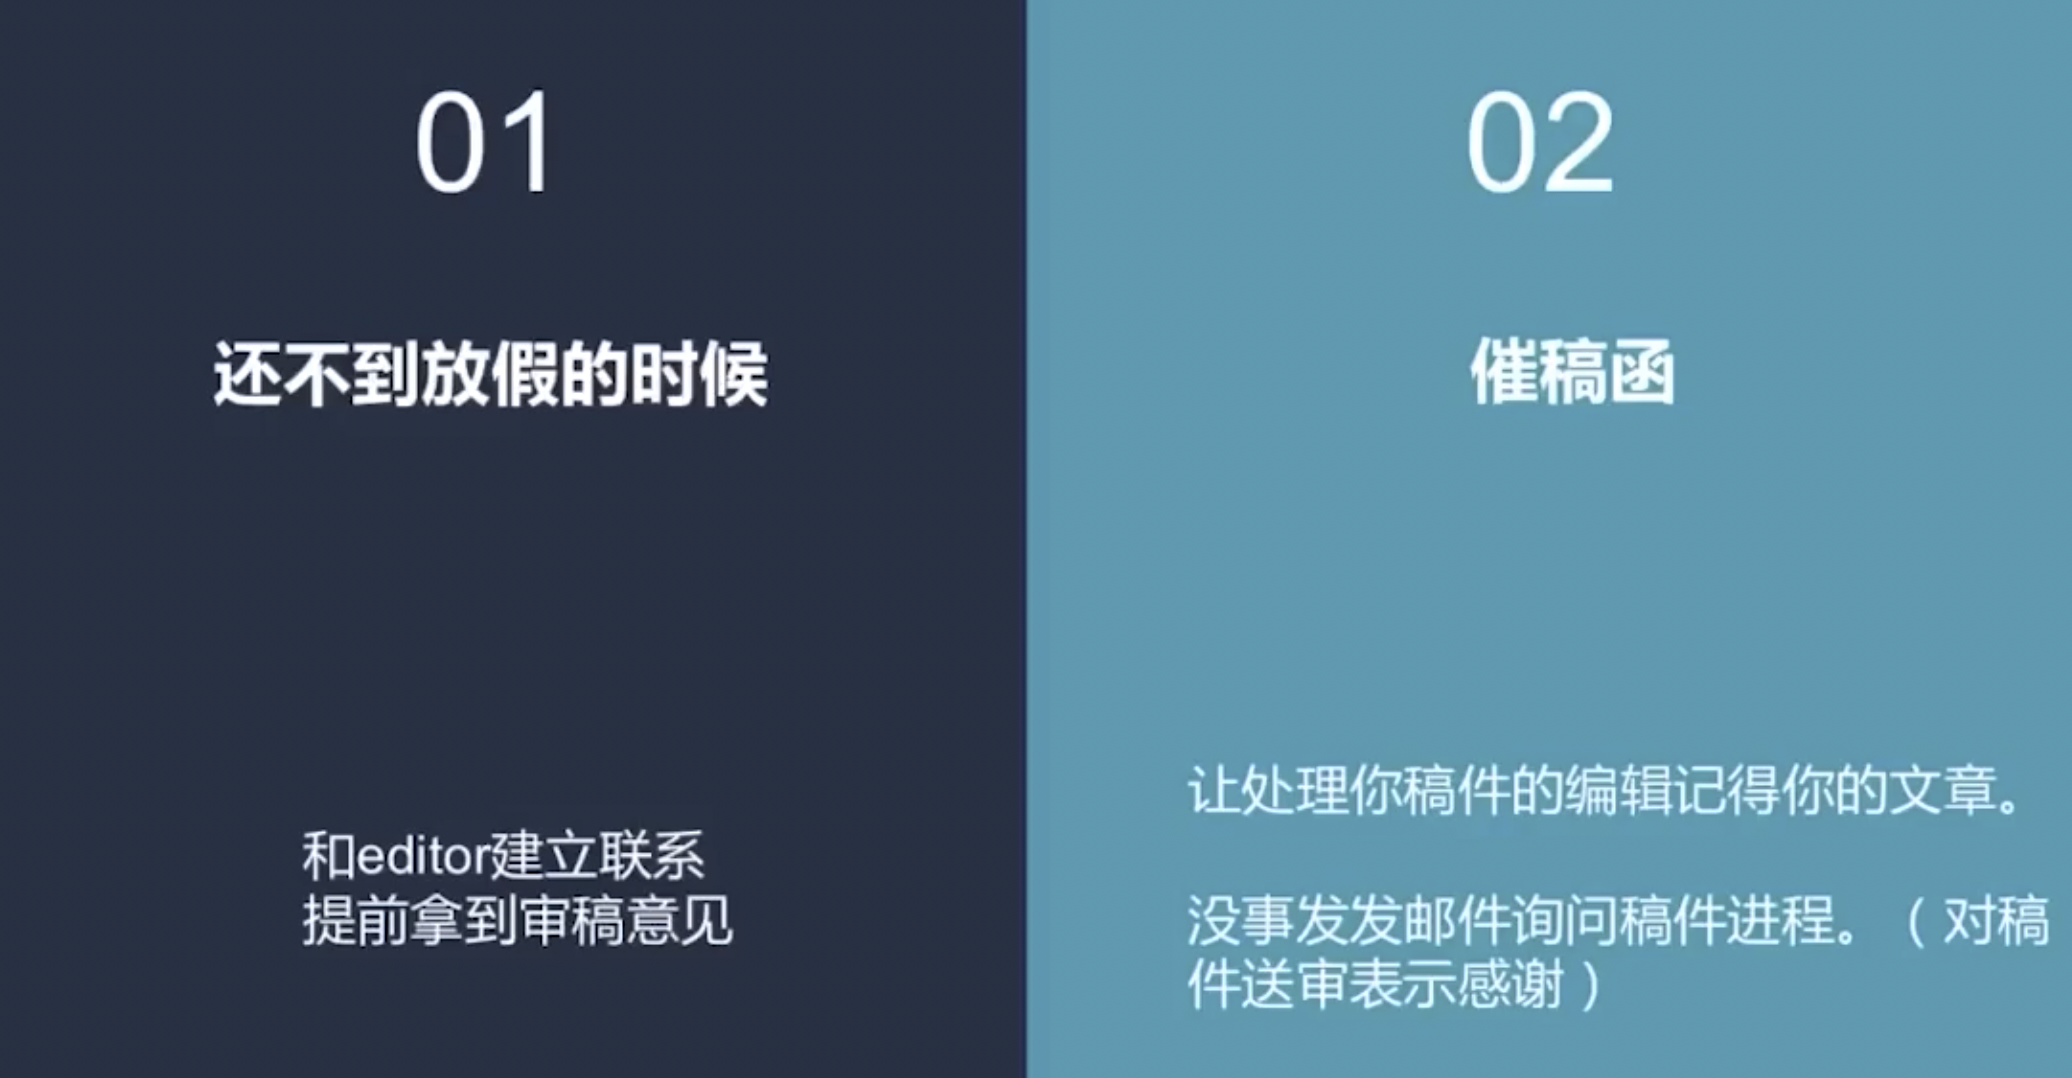 01
还不到放假的时候
和editor建立联系
提前拿到审稿意见
02
催稿函
让处理你稿件的编辑记得你的文章。
没事发发邮件询问稿件进程。（对稿
件送审表示感谢）